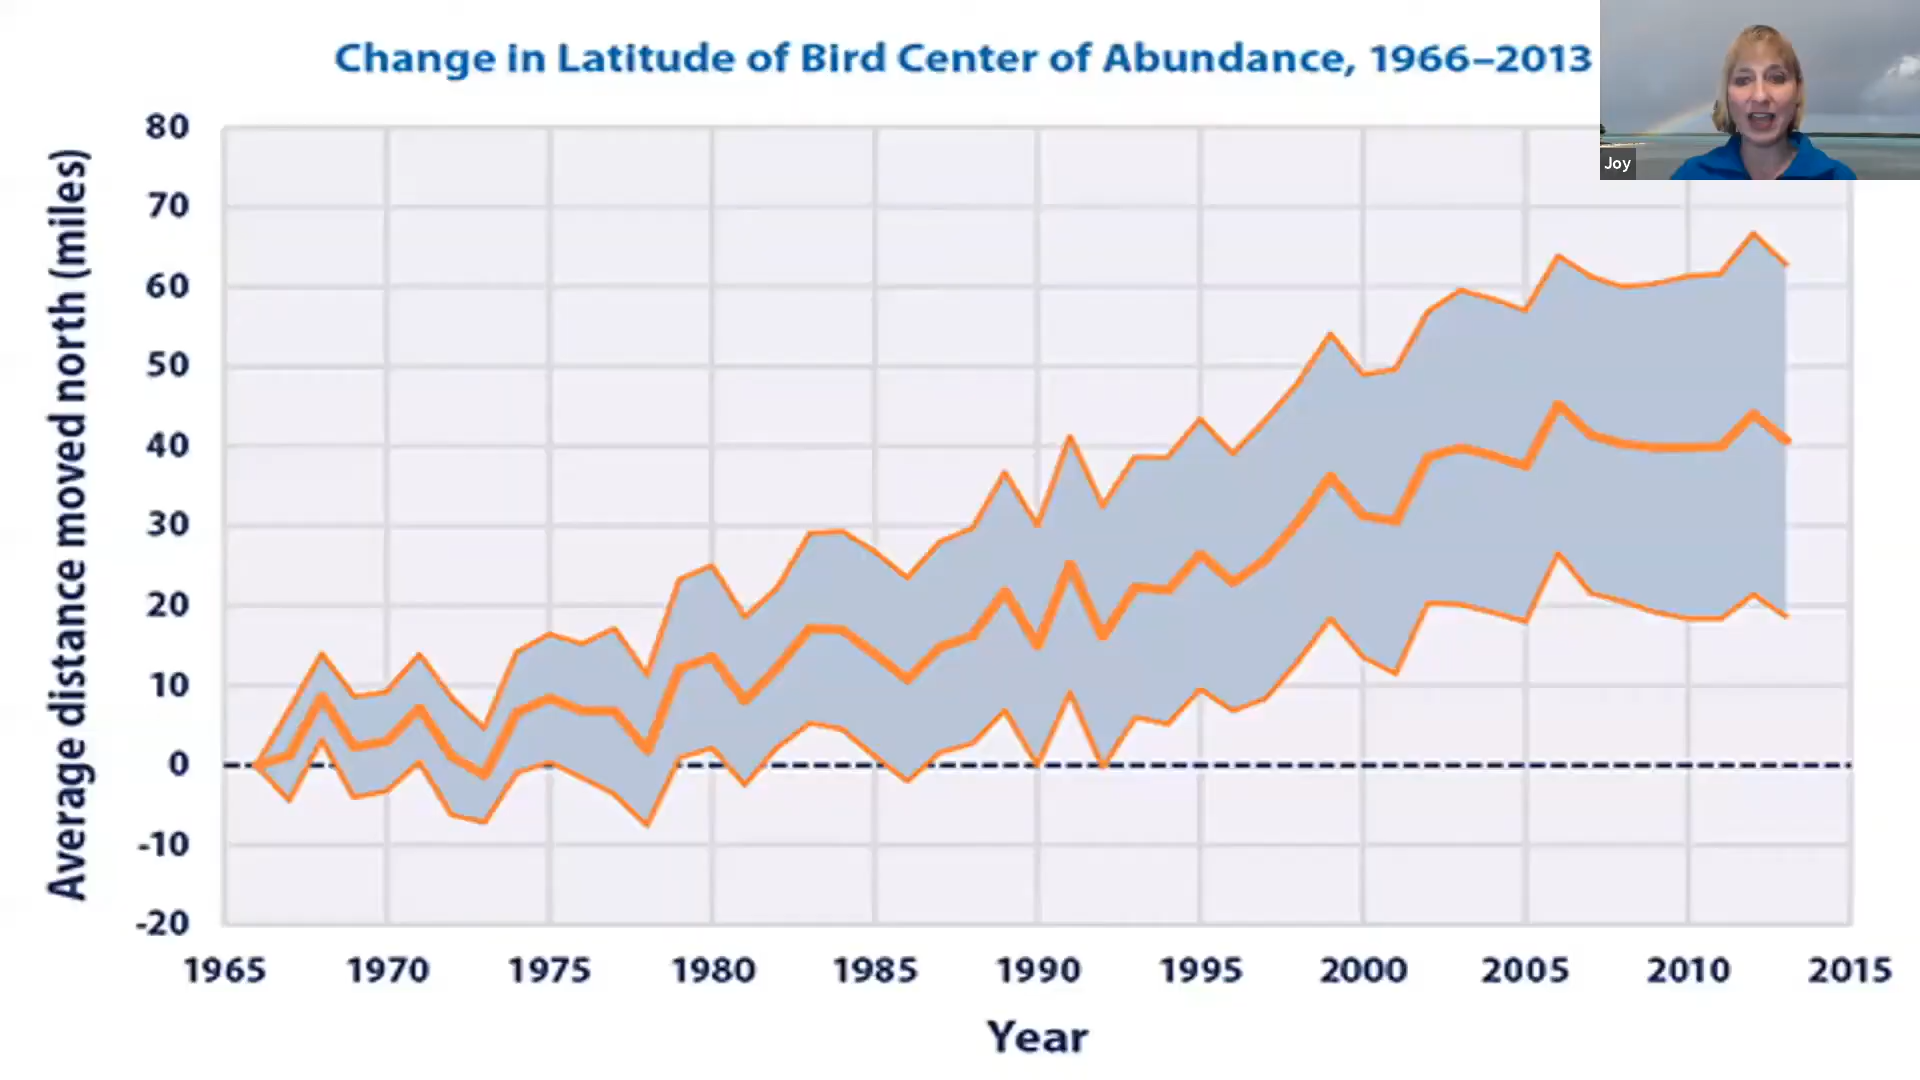 Change in Latitude of Bird Center of Abundance, 1966–2013
Joy
Average distance moved north (miles)
80
70
60
50
40
30
20
10
0
-10
-20
1965 1970 1975 1980 1985 1990 1995 2000 2005 2010 2015
Year